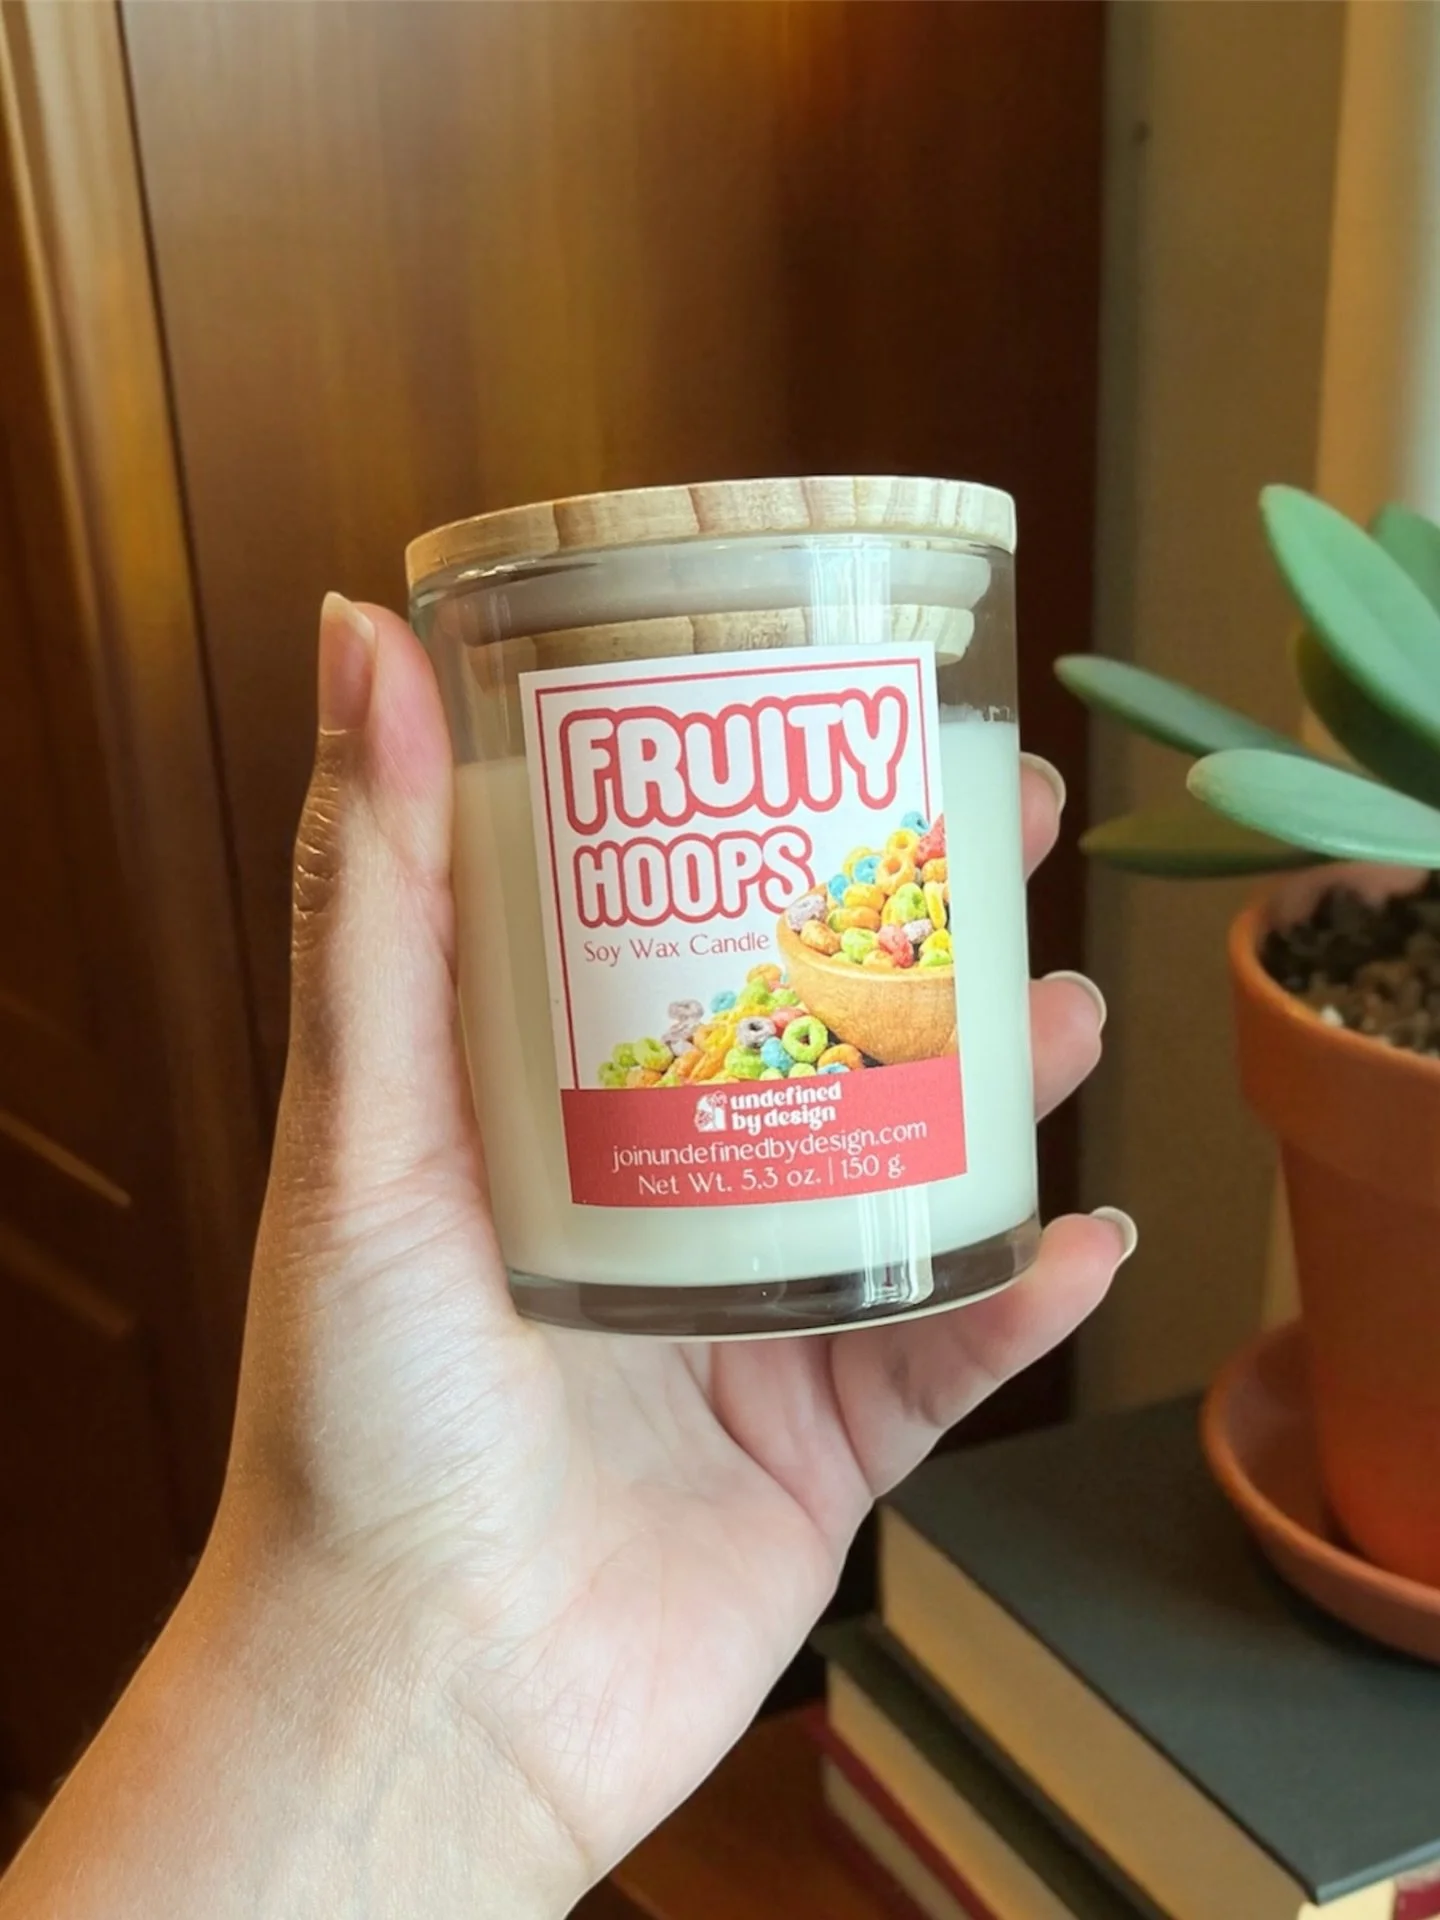 FRUITY
HOOPS
Soy Wax Candle
undefined
by design
joinundefinedbydesign.com
Net Wt. 5.3 oz. | 150 g.